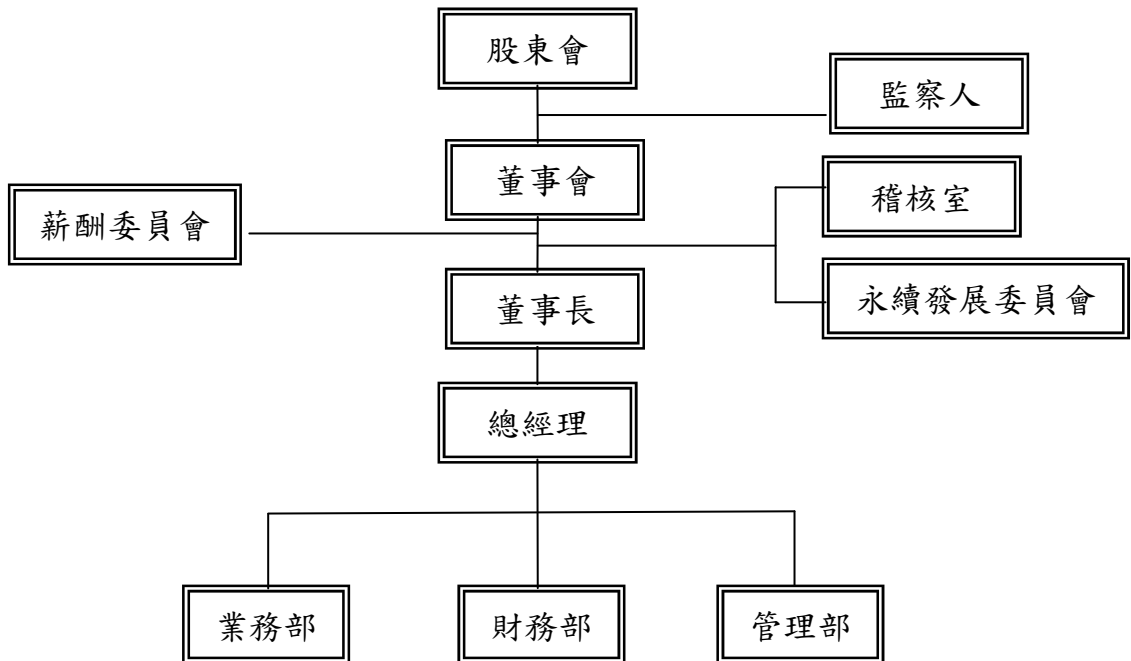 股東會
監察人
董事會
稽核室
薪酬委員會
永續發展委員會
董事長
總經理
業務部
財務部
管理部